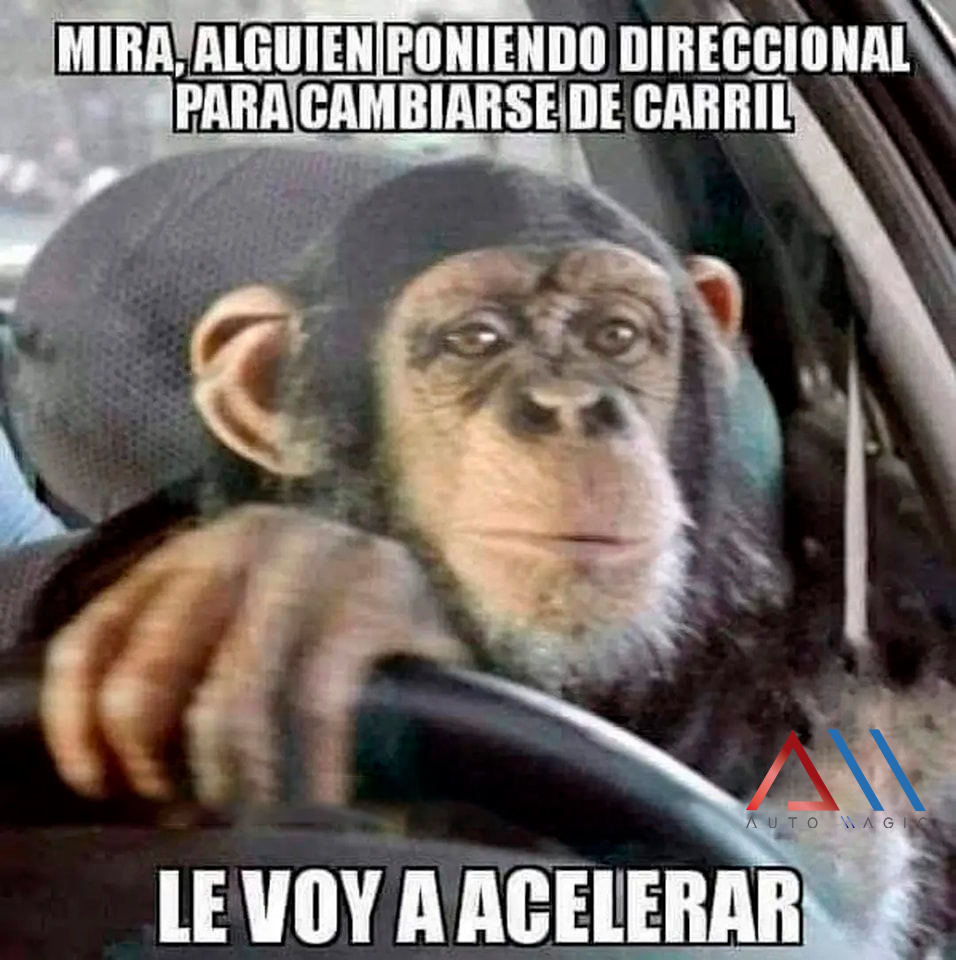 MIRA, ALGUIEN PONIENDO DIRECCIONAL
PARA CAMBIARSE DE CARRIL
AUTO MAGIC
LE VOY A ACELERAR